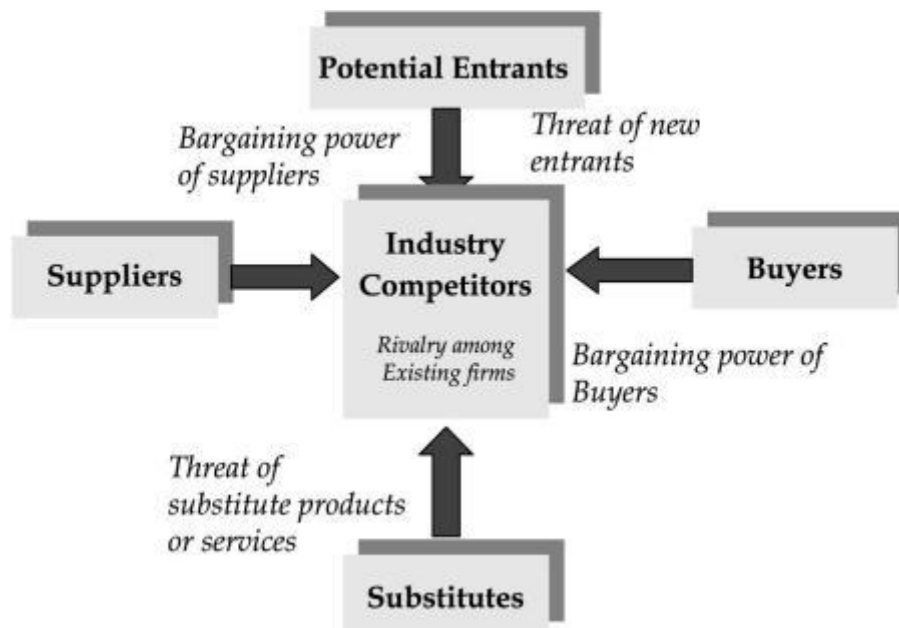 Potential Entrants
Bargaining power
of suppliers
Threat of new
entrants
Suppliers
Industry
Competitors
Rivalry among
Existing firms
Buyers
Bargaining power of
Buyers
Threat of
substitute products
or services
Substitutes